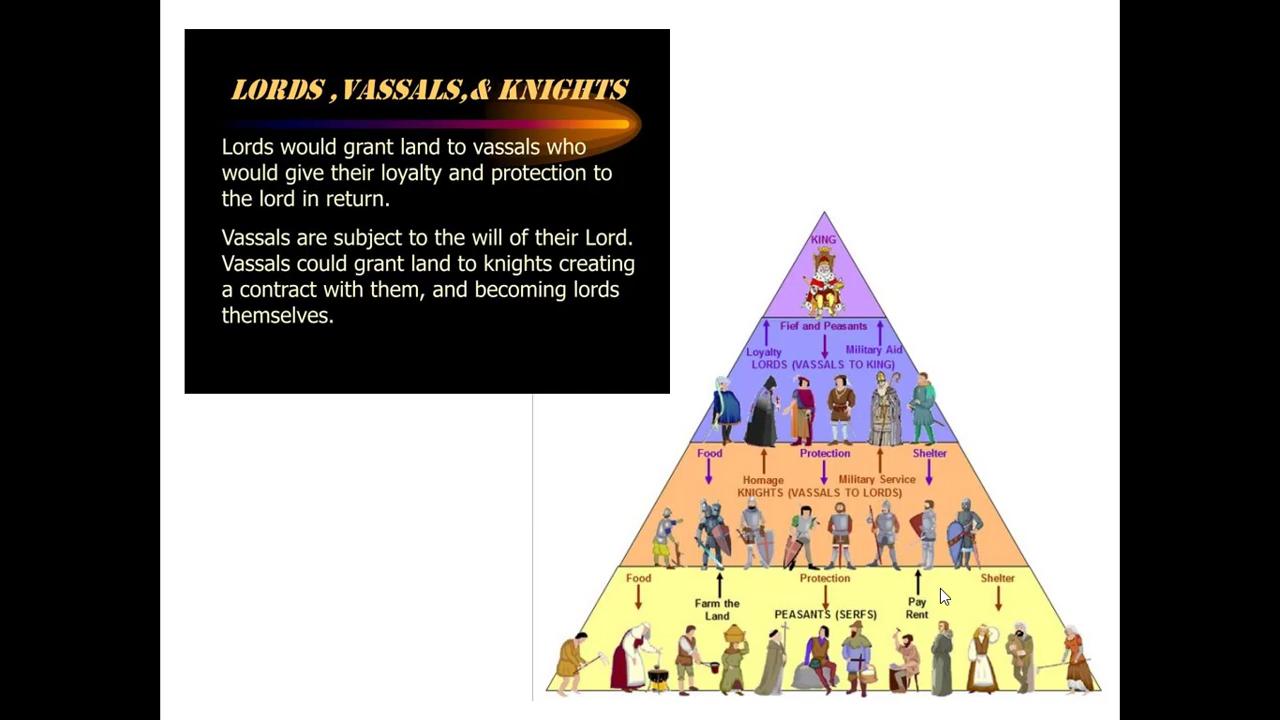 LORDS ,VASSALS,& KNIGHTS
Lords would grant land to vassals who
would give their loyalty and protection to
the lord in return.
Vassals are subject to the will of their Lord.
Vassals could grant land to knights creating
a contract with them, and becoming lords
themselves.
KING
Fief and Peasants
Loyalty
Military Aid
LORDS (VASSALS TO KING)
Food
Protection
Shelter
Homage
Military Service
KNIGHTS (VASSALS TO LORDS)
Food
Protection
Shelter
Farm the
Land
Pay
Rent
PEASANTS (SERFS)